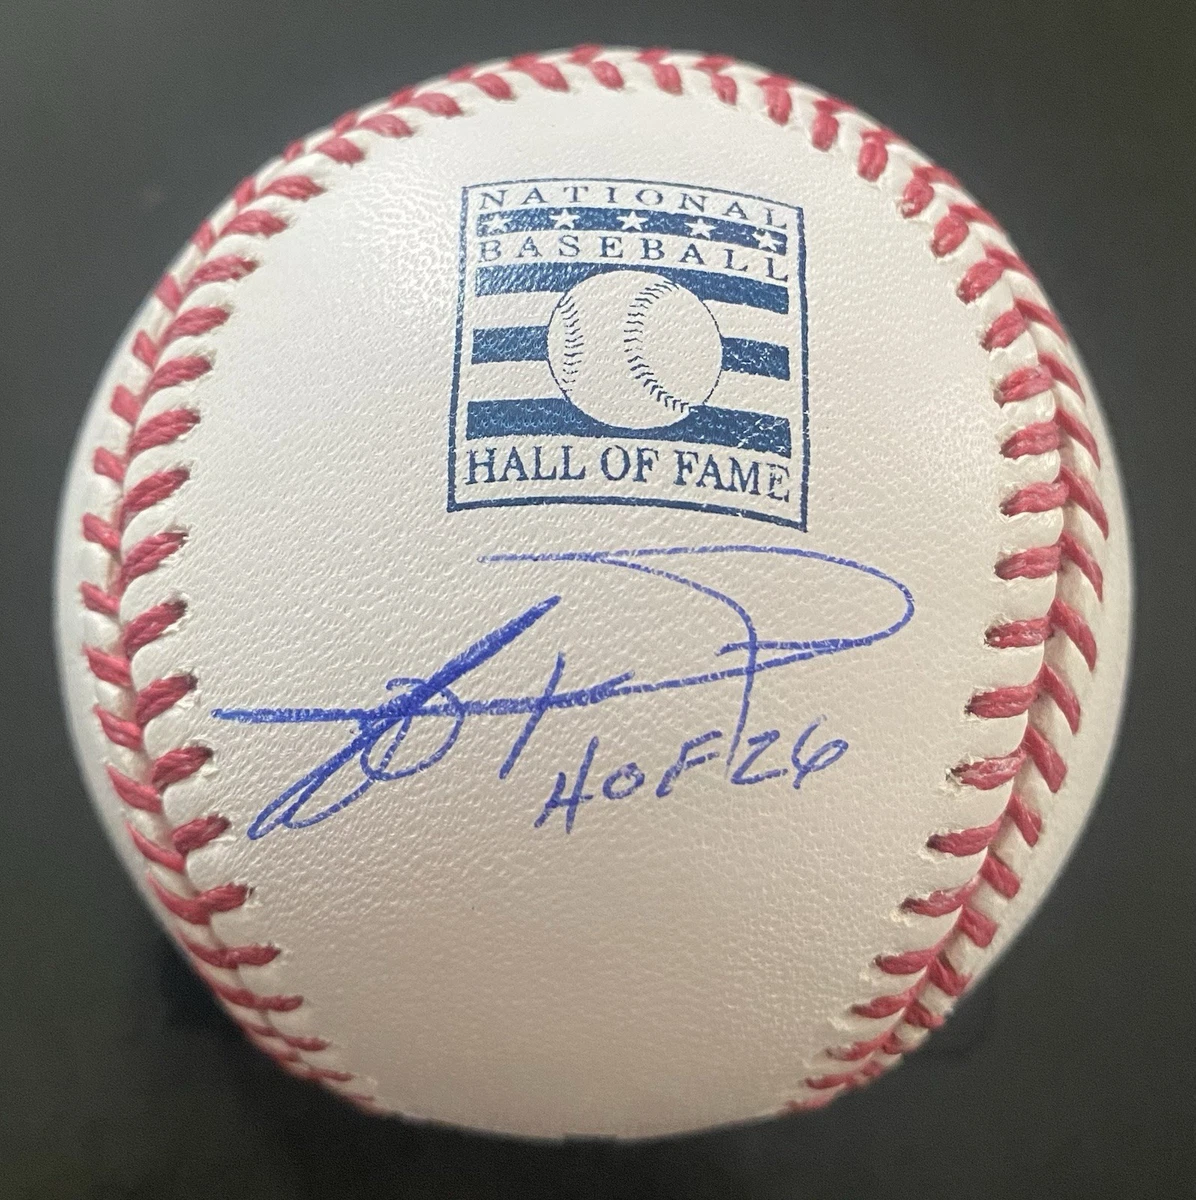 NATIONAL
BASEBALL
HALL OF FAME
HOF 26